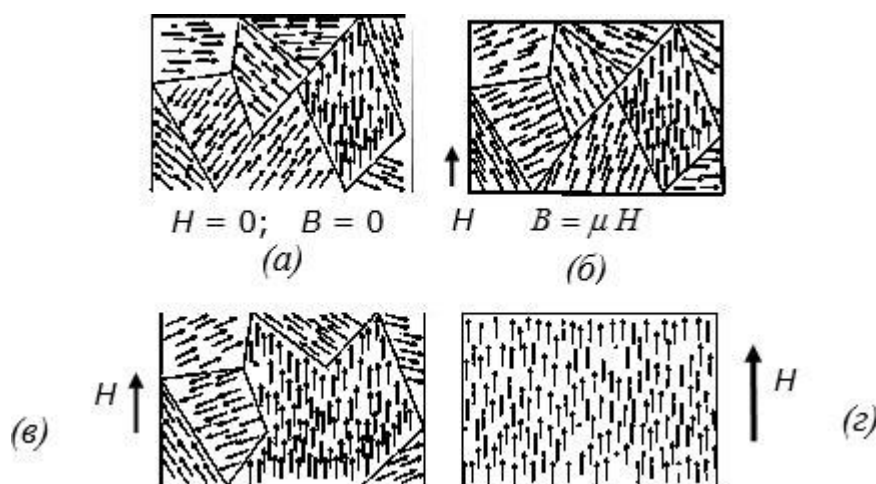 H = 0; B = 0
(а)
H B = μ H
(б)
H
(в)
H
(г)